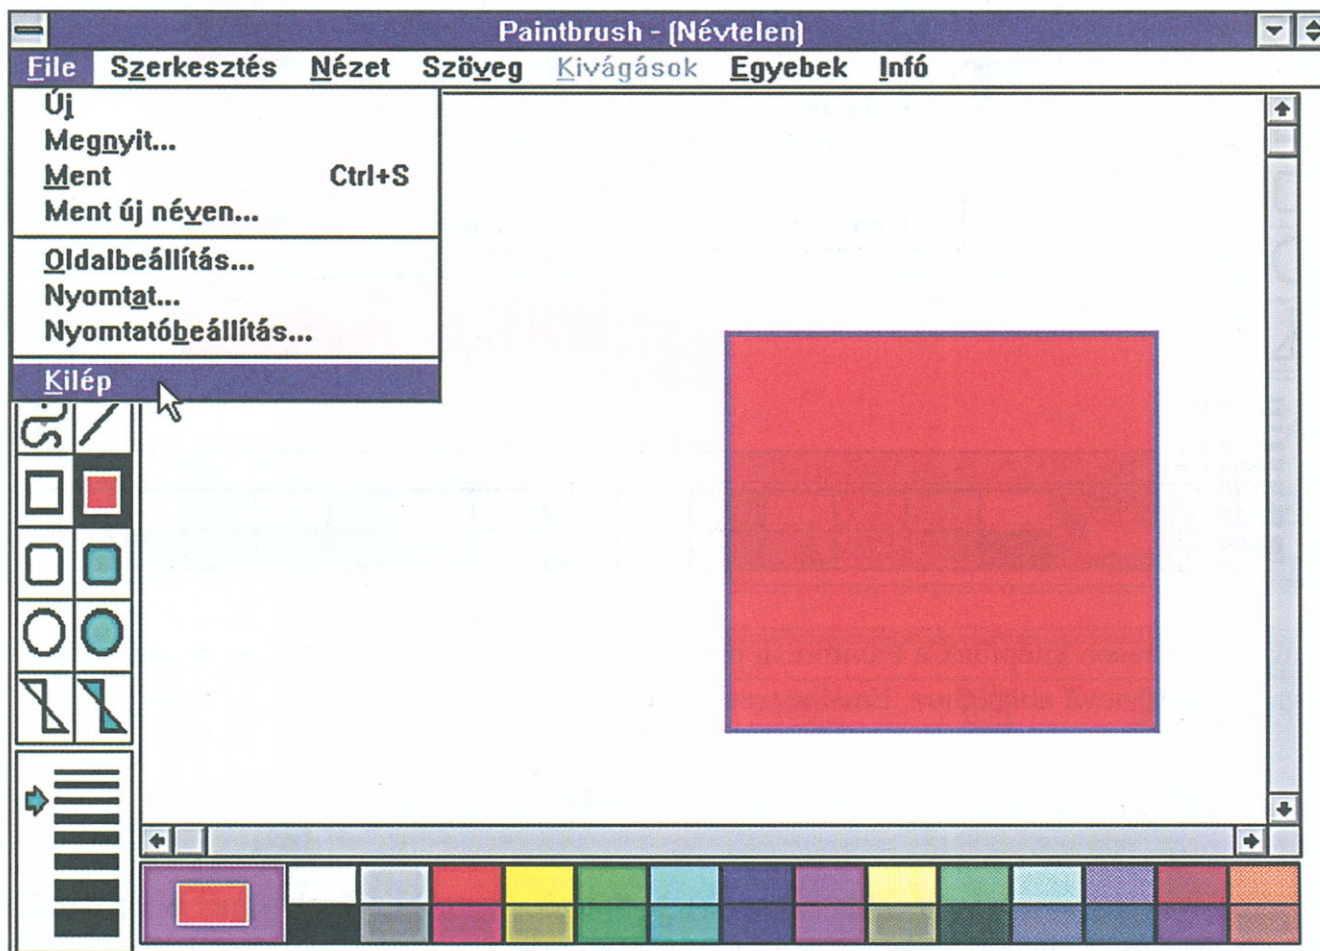 Paintbrush - (Névtelen)
File Szerkesztés Nézet Szöveg Kivágások Egyebek Infó
Új
Megnyit...
Ment Ctrl+S
Ment új néven...
Oldalbeállítás...
Nyomtat...
Nyomtatóbeállítás...
Kilép